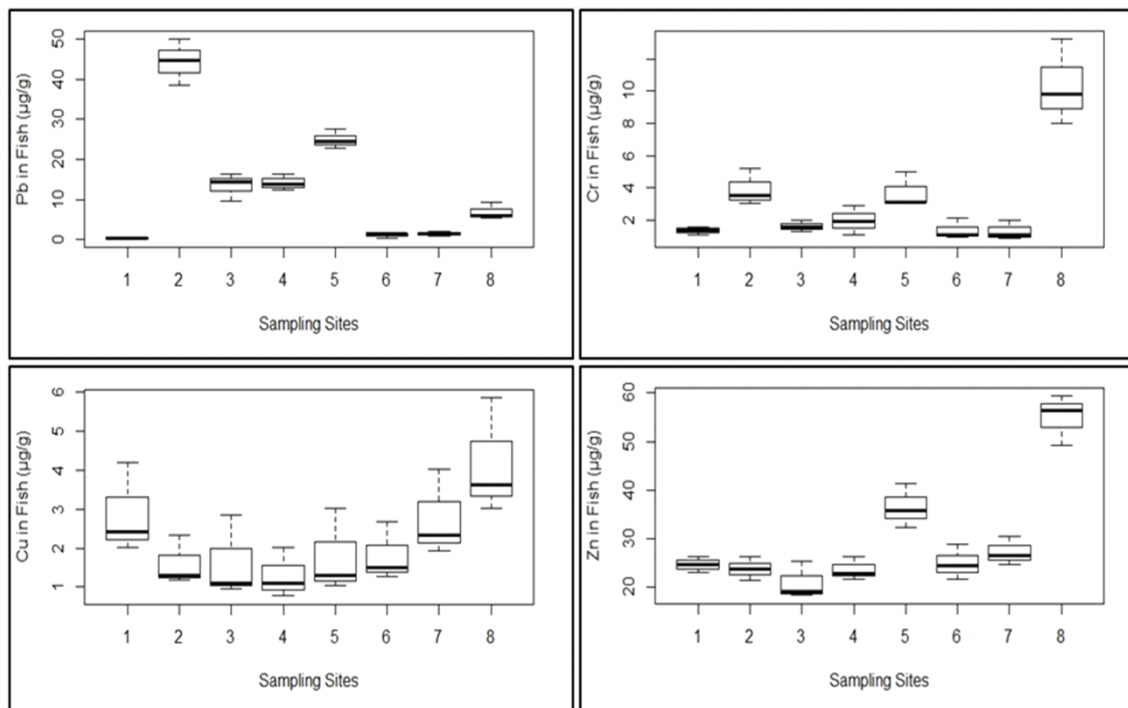 Pb in Fish (µg/g)
50
40
30
20
10
0
1 2 3 4 5 6 7 8
Sampling Sites
Cr in Fish (µg/g)
10
8
6
4
2
1 2 3 4 5 6 7 8
Sampling Sites
Cu in Fish (µg/g)
6
5
4
3
2
1
1 2 3 4 5 6 7 8
Sampling Sites
Zn in Fish (µg/g)
60
50
40
30
20
1 2 3 4 5 6 7 8
Sampling Sites